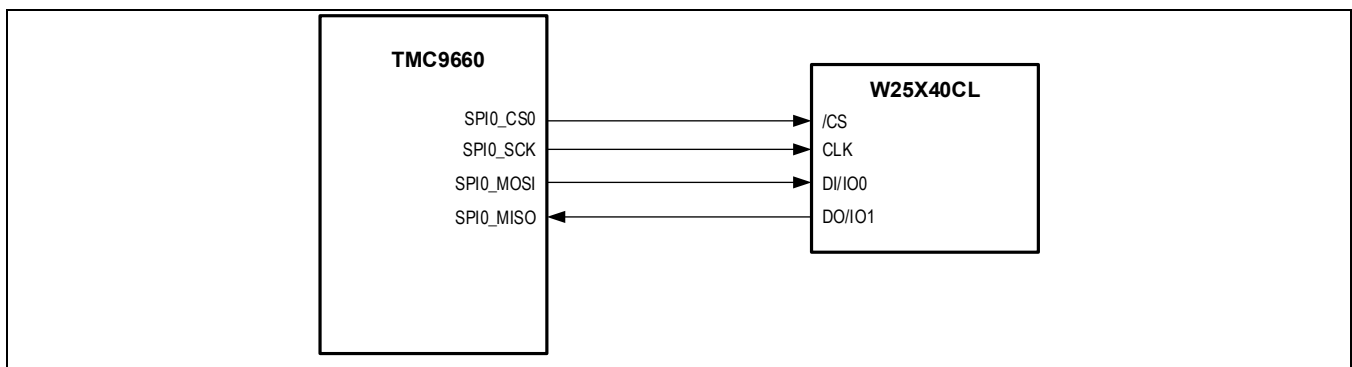 TMC9660
W25X40CL
SPI0_CS0
/CS
SPI0_SCK
CLK
SPI0_MOSI
DI/IO0
SPI0_MISO
DO/IO1